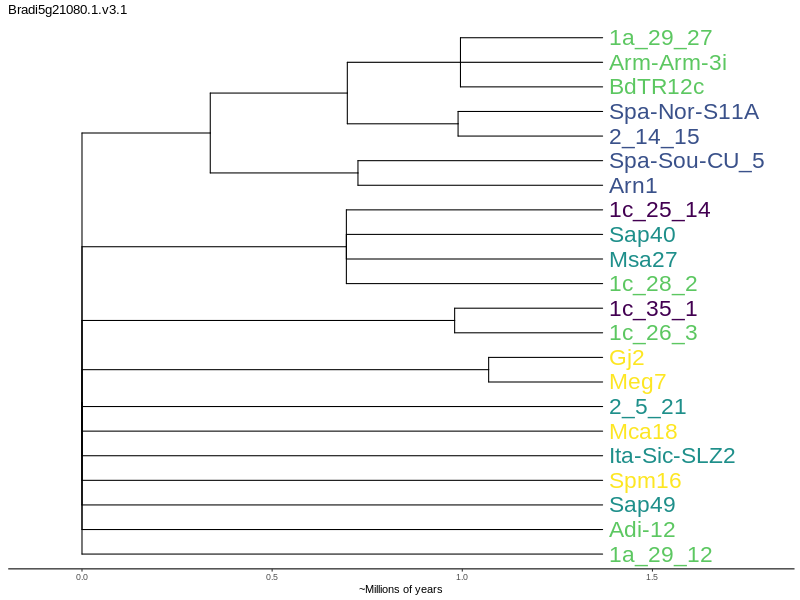 Bradi5g21080.1.v3.1
1a_29_27
Arm-Arm-3i
BdTR12c
Spa-Nor-S11A
2_14_15
Spa-Sou-CU_5
Arn1
1c_25_14
Sap40
Msa27
1c_28_2
1c_35_1
1c_26_3
Gj2
Meg7
2_5_21
Mca18
Ita-Sic-SLZ2
Spm16
Sap49
Adi-12
1a_29_12
0.0 0.5 1.0 1.5
~Millions of years